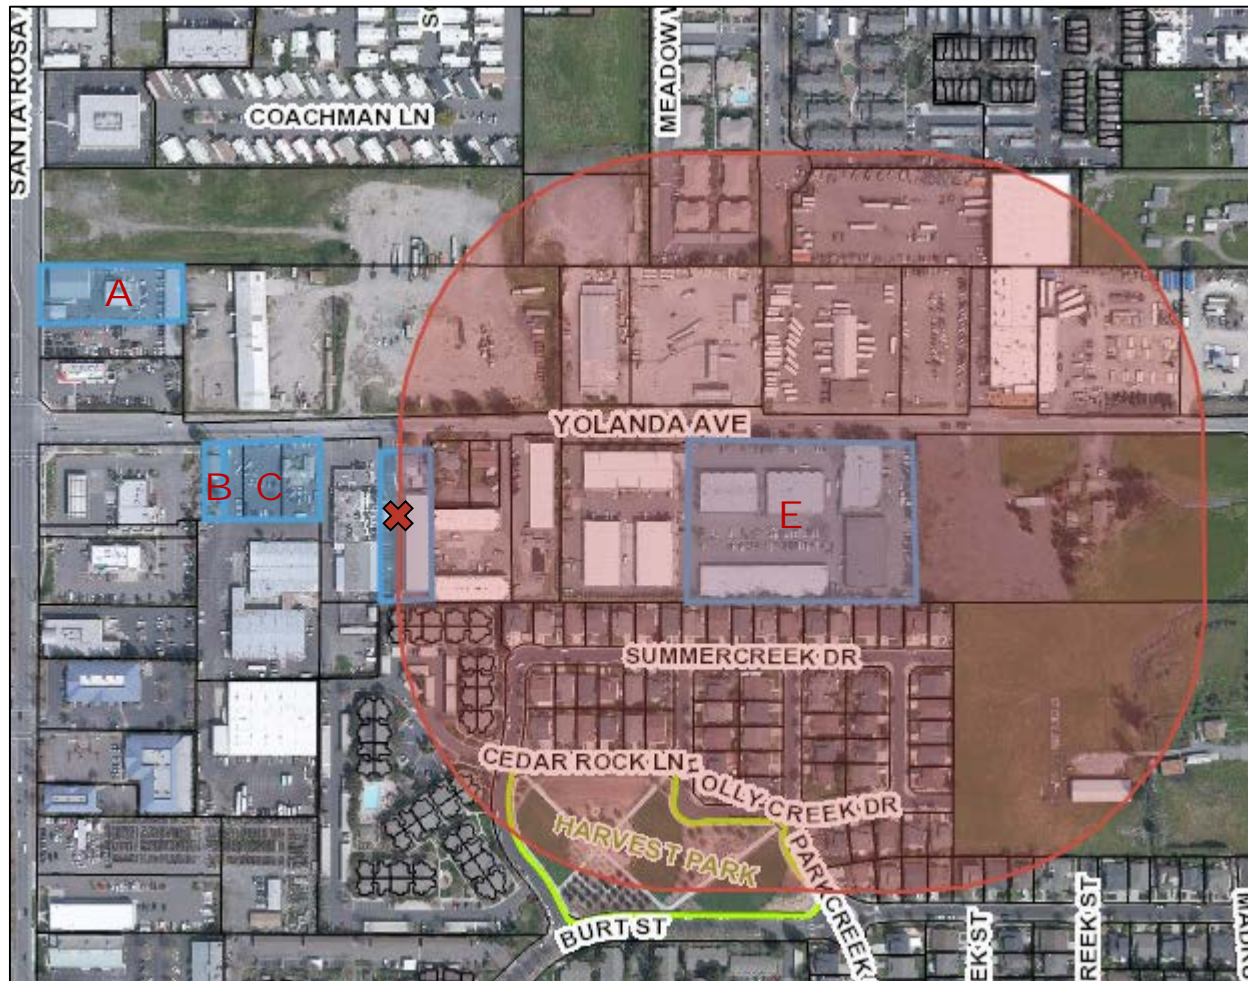 COACHMAN LN
A
YOLANDA AVE
B
C
E
SUMMERCREEK DR
CEDAR ROCK LN
OLLY CREEK DR
HARVEST PARK
PARK CREEK
BURT ST
EK ST
REEK ST
SANTA ROSA
MEADOW